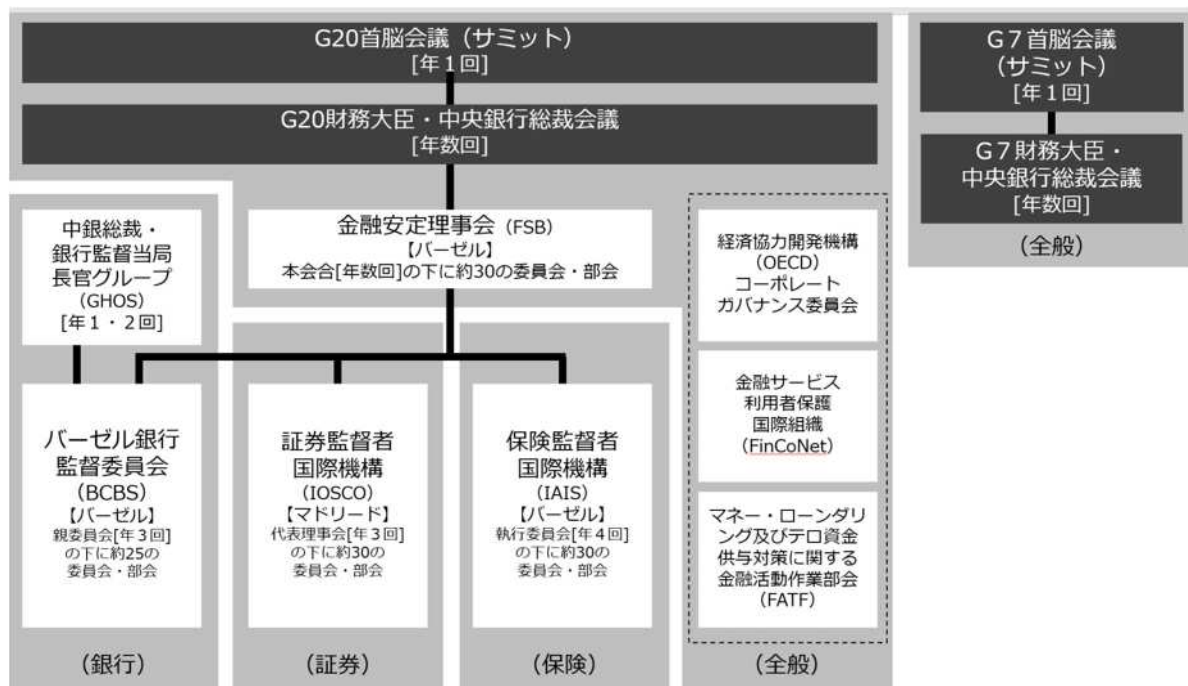 G20首脳会議（サミット）
[年１回]
G20財務大臣・中央銀行総裁会議
[年数回]
G７首脳会議
（サミット）
[年１回]
G７財務大臣・
中央銀行総裁会議
[年数回]
（全般）
中銀総裁・
銀行監督当局
長官グループ
(GHOS)
[年１・２回]
金融安定理事会 (FSB)
【バーゼル】
本会合[年数回]の下に約30の委員会・部会
経済協力開発機構
(OECD)
コーポレート
ガバナンス委員会
金融サービス
利用者保護
国際組織
(FinCoNet)
マネー・ローンダリ
ング及びテロ資金
供与対策に関する
金融活動作業部会
(FATF)
バーゼル銀行
監督委員会
(BCBS)
【バーゼル】
親委員会[年３回]
の下に約25の
委員会・部会
証券監督者
国際機構
(IOSCO)
【マドリード】
代表理事会[年３回]
の下に約30の
委員会・部会
保険監督者
国際機構
(IAIS)
【バーゼル】
執行委員会[年４回]
の下に約30の
委員会・部会
（銀行）
（証券）
（保険）
（全般）